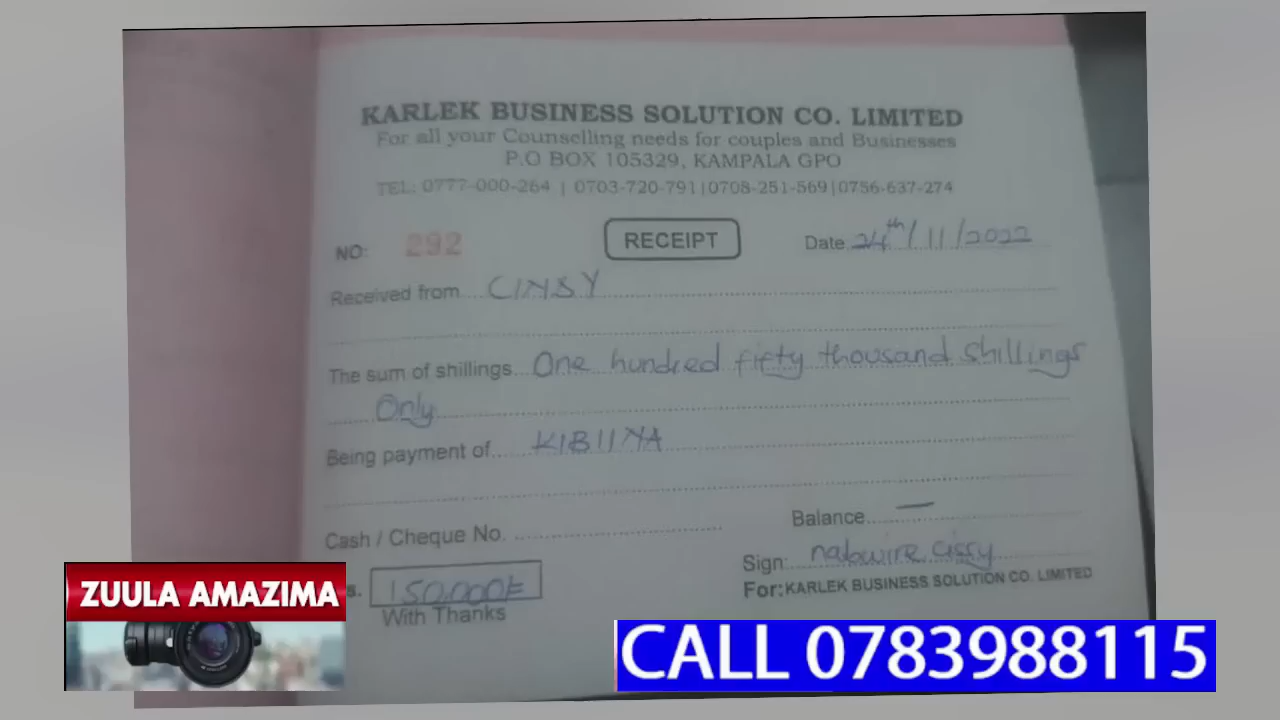 KARLEK BUSINESS SOLUTION CO. LIMITED
For all your Counselling needs for couples and Businesses
P.O BOX 105329, KAMPALA GPO
TEL: 0777-000-264 | 0703-720-791|0708-251-569|0756-637-274
NO: 292 RECEIPT Date 24th/11/2022
Received from CINSY
The sum of shillings One hundred fifty thousand shillings
Only
Being payment of KIBIINA
Cash / Cheque No.
Balance —
Sign: nabwire cissy
s. 150,000/=
For: KARLEK BUSINESS SOLUTION CO. LIMITED
With Thanks
ZUULA AMAZIMA
CALL 0783988115